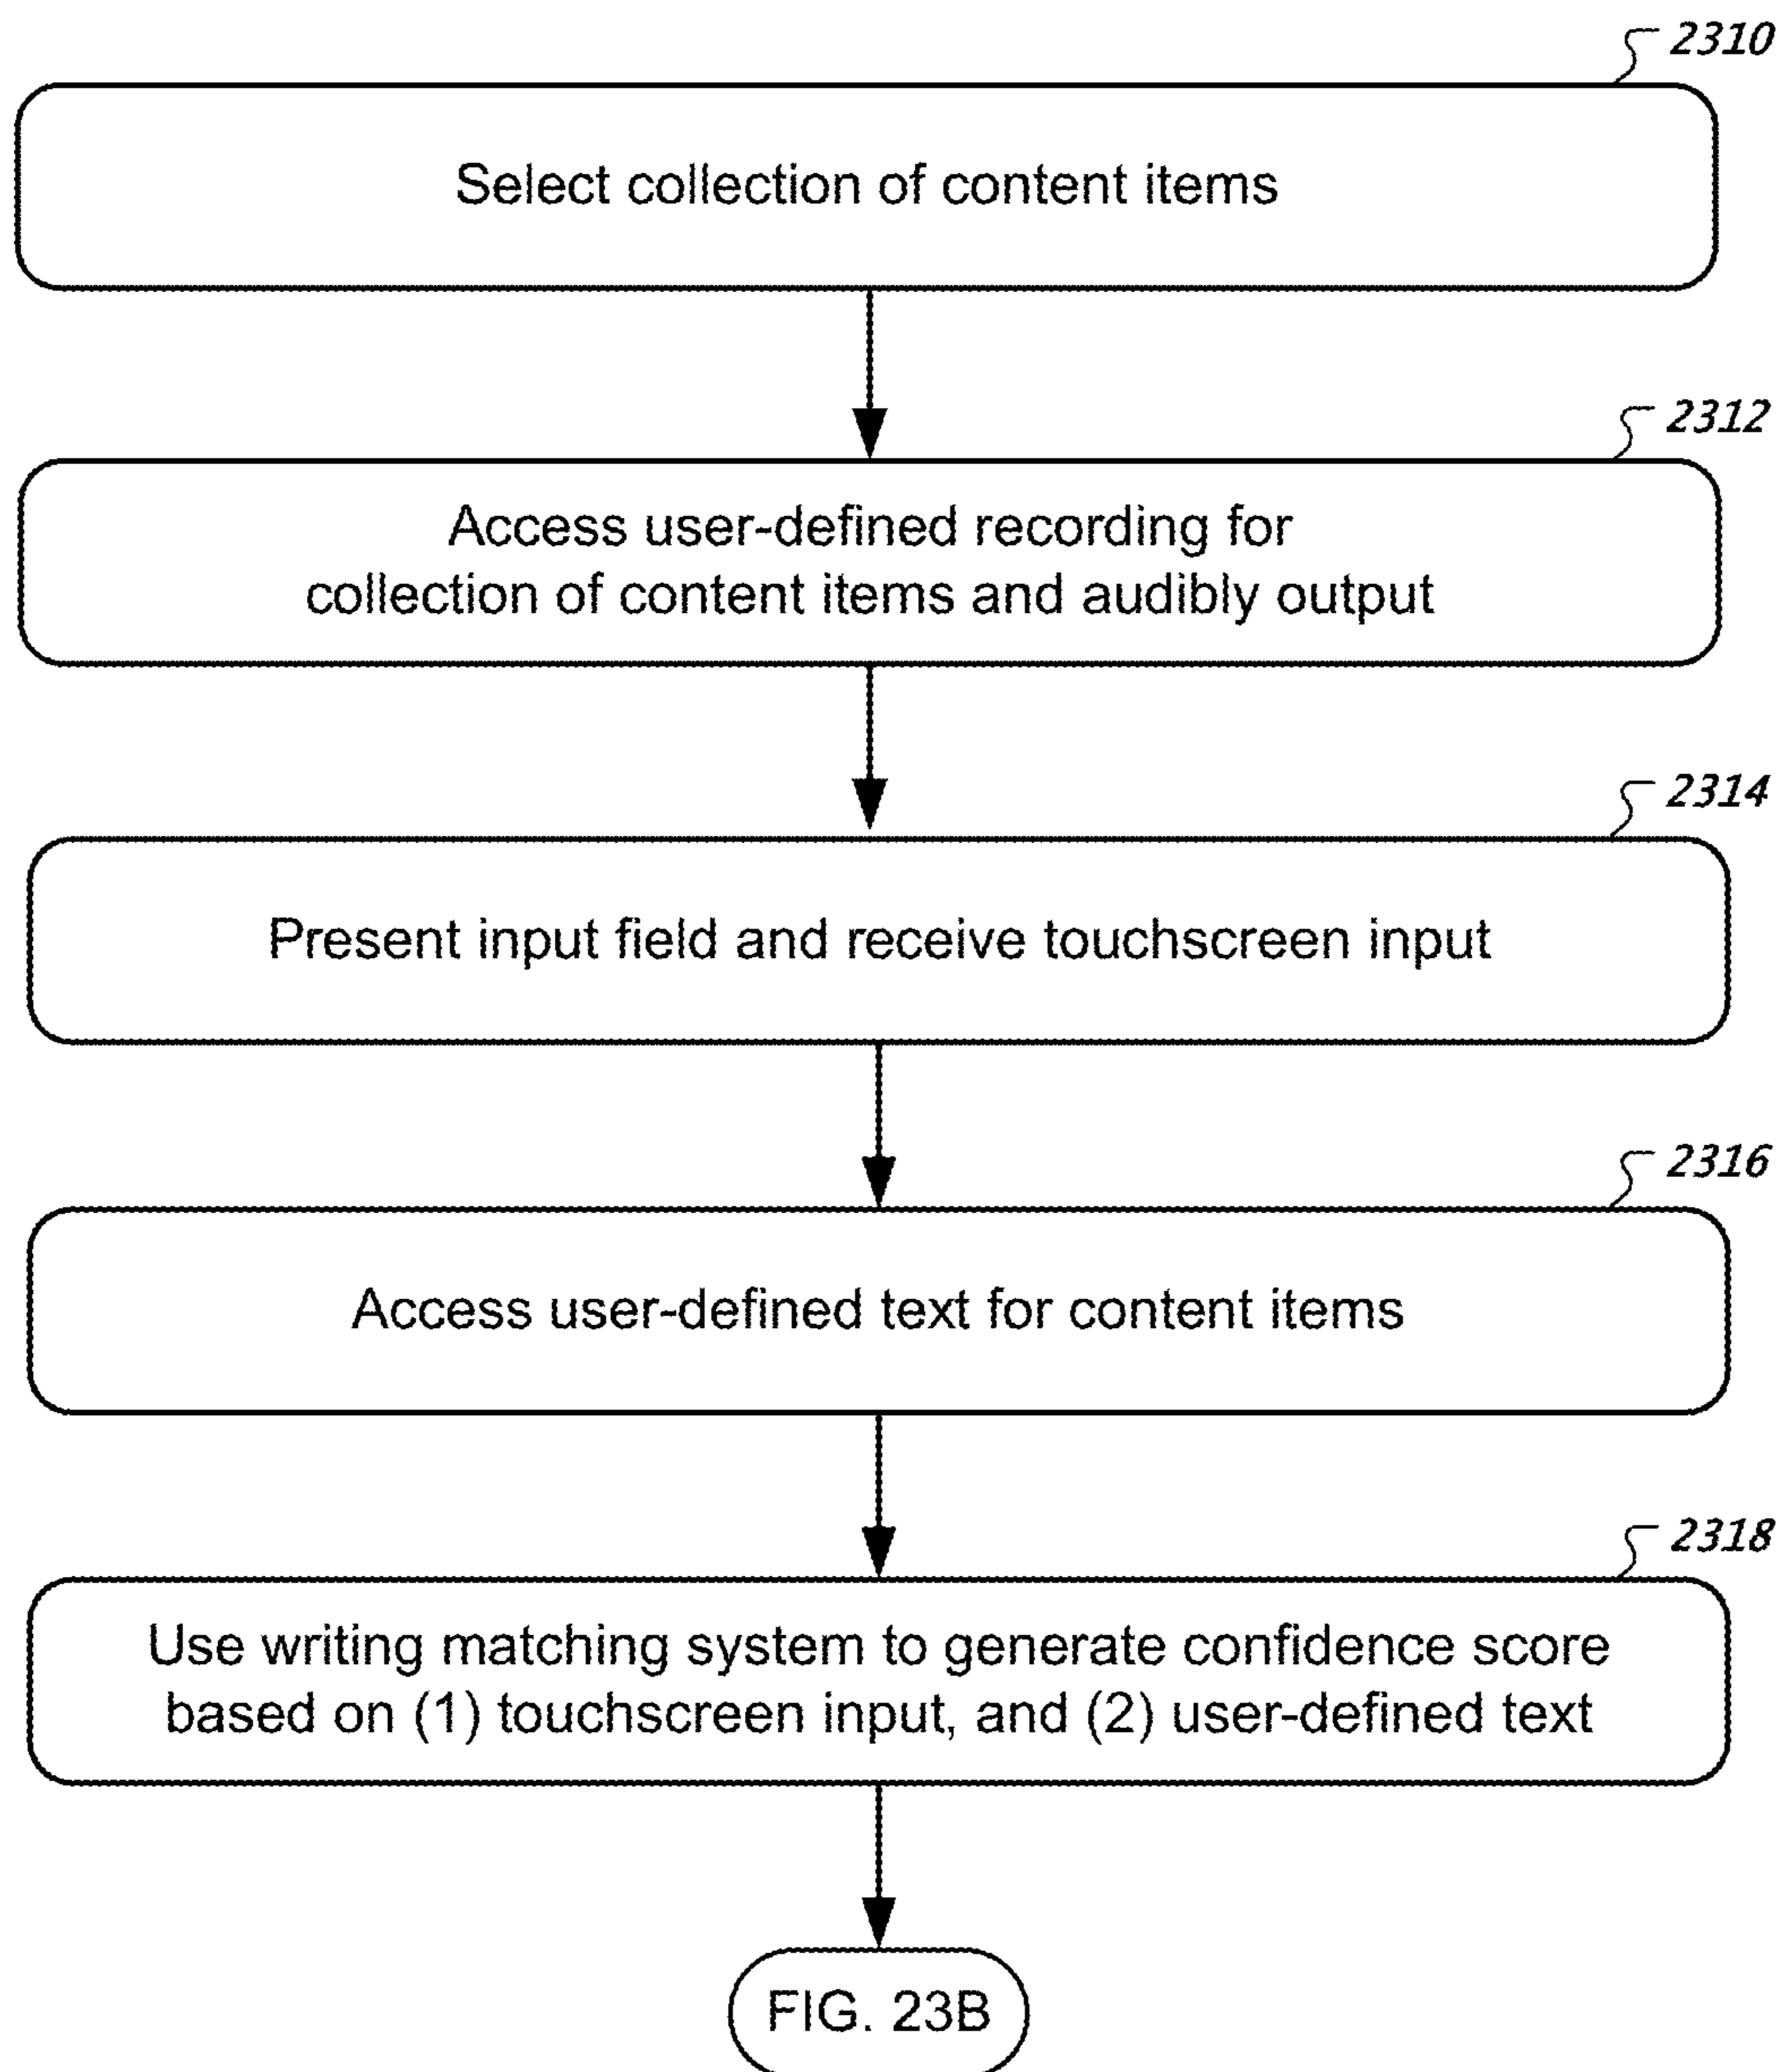 2310
Select collection of content items
2312
Access user-defined recording for
collection of content items and audibly output
2314
Present input field and receive touchscreen input
2316
Access user-defined text for content items
2318
Use writing matching system to generate confidence score
based on (1) touchscreen input, and (2) user-defined text
FIG. 23B